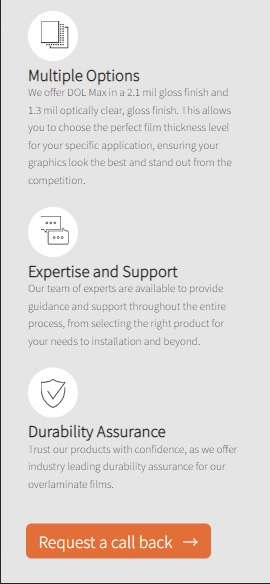 Multiple Options
We offer DOL Max in a 2.1 mil gloss finish and
1.3 mil optically clear, gloss finish. This allows
you to choose the perfect film thickness level
for your specific application, ensuring your
graphics look the best and stand out from the
competition.
Expertise and Support
Our team of experts are available to provide
guidance and support throughout the entire
process, from selecting the right product for
your needs to installation and beyond.
Durability Assurance
Trust our products with confidence, as we offer
industry leading durability assurance for our
overlaminate films.
Request a call back →